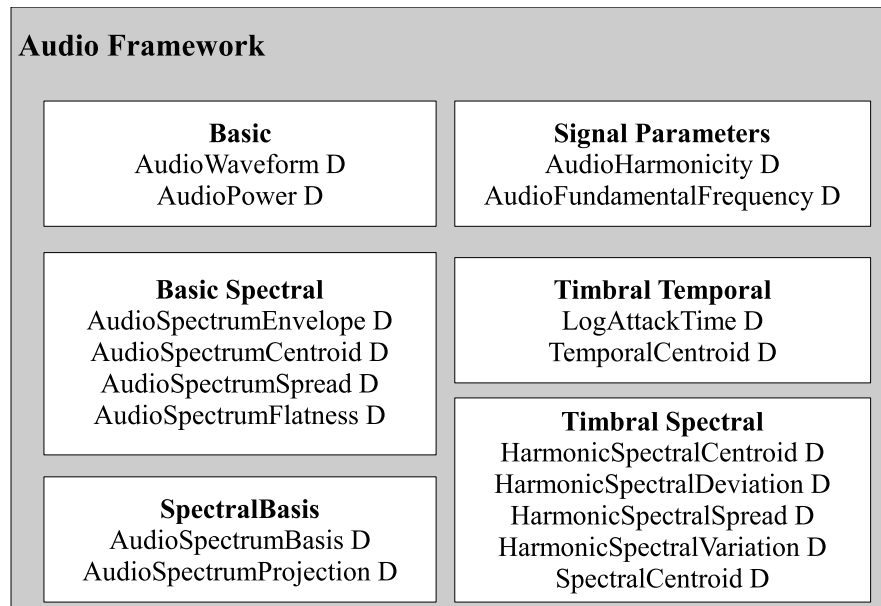 Audio Framework
Basic
AudioWaveform D
AudioPower D
Signal Parameters
AudioHarmonicity D
AudioFundamentalFrequency D
Basic Spectral
AudioSpectrumEnvelope D
AudioSpectrumCentroid D
AudioSpectrumSpread D
AudioSpectrumFlatness D
Timbral Temporal
LogAttackTime D
TemporalCentroid D
SpectralBasis
AudioSpectrumBasis D
AudioSpectrumProjection D
Timbral Spectral
HarmonicSpectralCentroid D
HarmonicSpectralDeviation D
HarmonicSpectralSpread D
HarmonicSpectralVariation D
SpectralCentroid D